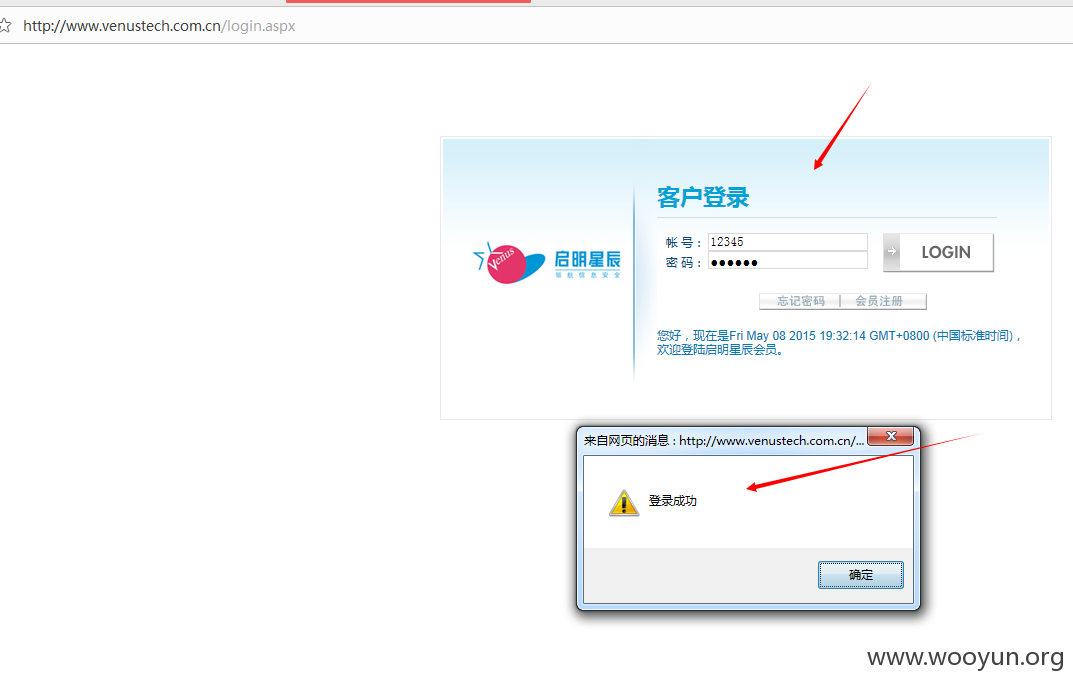 http://www.venustech.com.cn/login.aspx
客户登录
帐 号： 12345
密 码： ●●●●●●
LOGIN
Venus
启明星辰
领 航 信 息 安 全
忘记密码 | 会员注册
您好，现在是Fri May 08 2015 19:32:14 GMT+0800 (中国标准时间)，
欢迎登陆启明星辰会员。
来自网页的消息 : http://www.venustech.com.cn/...
登录成功
确定
www.wooyun.org